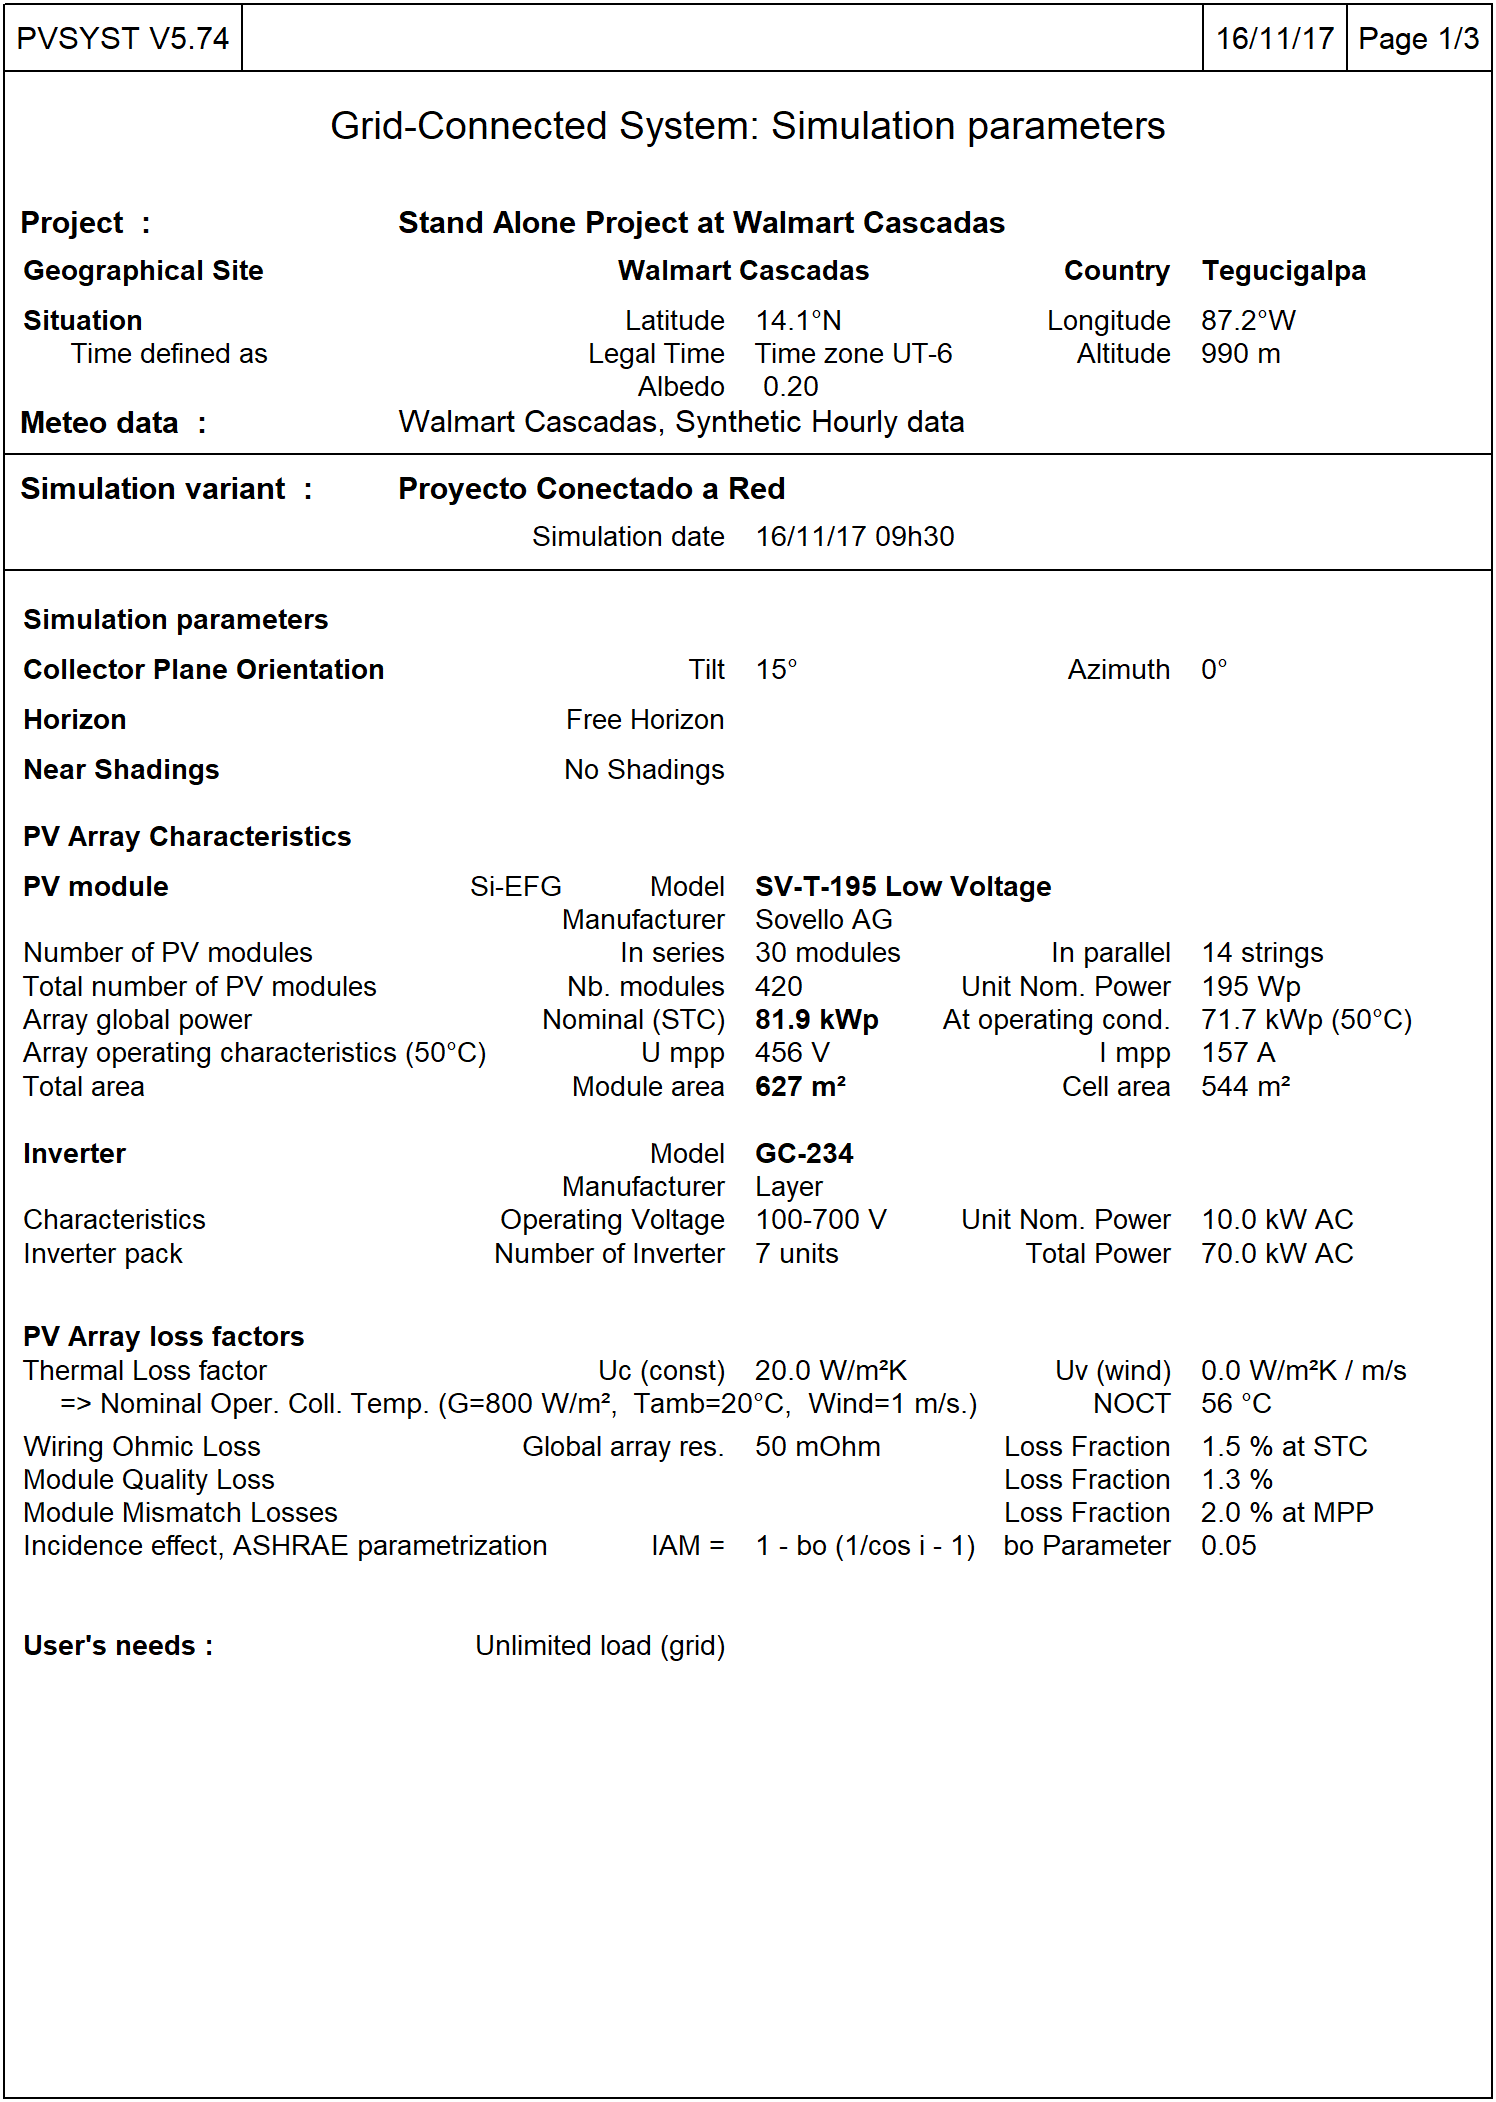 PVSYST V5.74 16/11/17 Page 1/3
Grid-Connected System: Simulation parameters
Project : Stand Alone Project at Walmart Cascadas
Geographical Site Walmart Cascadas Country Tegucigalpa
Situation Latitude 14.1°N Longitude 87.2°W
Time defined as Legal Time Time zone UT-6 Altitude 990 m
Albedo 0.20
Meteo data : Walmart Cascadas, Synthetic Hourly data
Simulation variant : Proyecto Conectado a Red
Simulation date 16/11/17 09h30
Simulation parameters
Collector Plane Orientation Tilt 15° Azimuth 0°
Horizon Free Horizon
Near Shadings No Shadings
PV Array Characteristics
PV module Si-EFG Model SV-T-195 Low Voltage
Manufacturer Sovello AG
Number of PV modules In series 30 modules In parallel 14 strings
Total number of PV modules Nb. modules 420 Unit Nom. Power 195 Wp
Array global power Nominal (STC) 81.9 kWp At operating cond. 71.7 kWp (50°C)
Array operating characteristics (50°C) U mpp 456 V I mpp 157 A
Total area Module area 627 m² Cell area 544 m²
Inverter Model GC-234
Manufacturer Layer
Characteristics Operating Voltage 100-700 V Unit Nom. Power 10.0 kW AC
Inverter pack Number of Inverter 7 units Total Power 70.0 kW AC
PV Array loss factors
Thermal Loss factor Uc (const) 20.0 W/m²K Uv (wind) 0.0 W/m²K / m/s
=> Nominal Oper. Coll. Temp. (G=800 W/m², Tamb=20°C, Wind=1 m/s.) NOCT 56 °C
Wiring Ohmic Loss Global array res. 50 mOhm Loss Fraction 1.5 % at STC
Module Quality Loss Loss Fraction 1.3 %
Module Mismatch Losses Loss Fraction 2.0 % at MPP
Incidence effect, ASHRAE parametrization IAM = 1 - bo (1/cos i - 1) bo Parameter 0.05
User's needs : Unlimited load (grid)